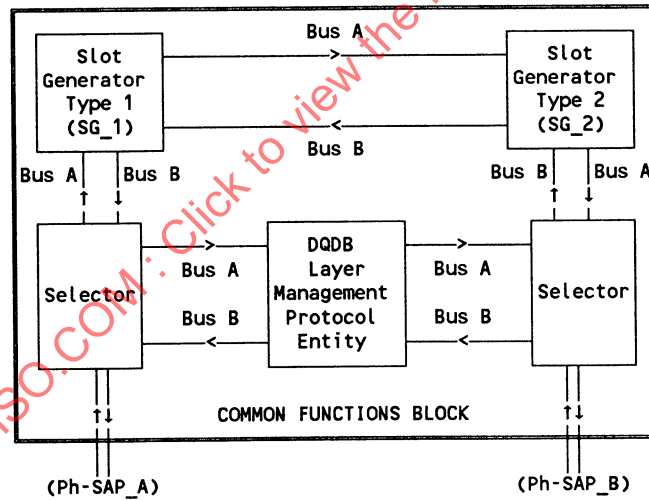 Bus A
Slot
Generator
Type 1
(SG_1)
Slot
Generator
Type 2
(SG_2)
Bus B
Bus A
Bus B
Bus B
Bus A
Selector
Bus A
Bus B
DQDB
Layer
Management
Protocol
Entity
Bus A
Bus B
Selector
COMMON FUNCTIONS BLOCK
(Ph-SAP_A)
(Ph-SAP_B)
ISO.COM : Click to view the